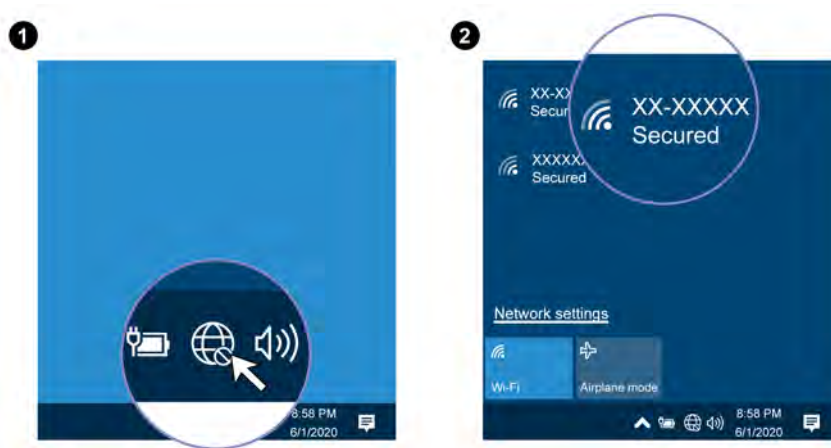 1
8:58 PM
6/1/2020
2
XX-XX
Secur
XX-XXXXX
Secured
XXXXX
Secured
Network settings
Wi-Fi
Airplane mode
8:58 PM
6/1/2020